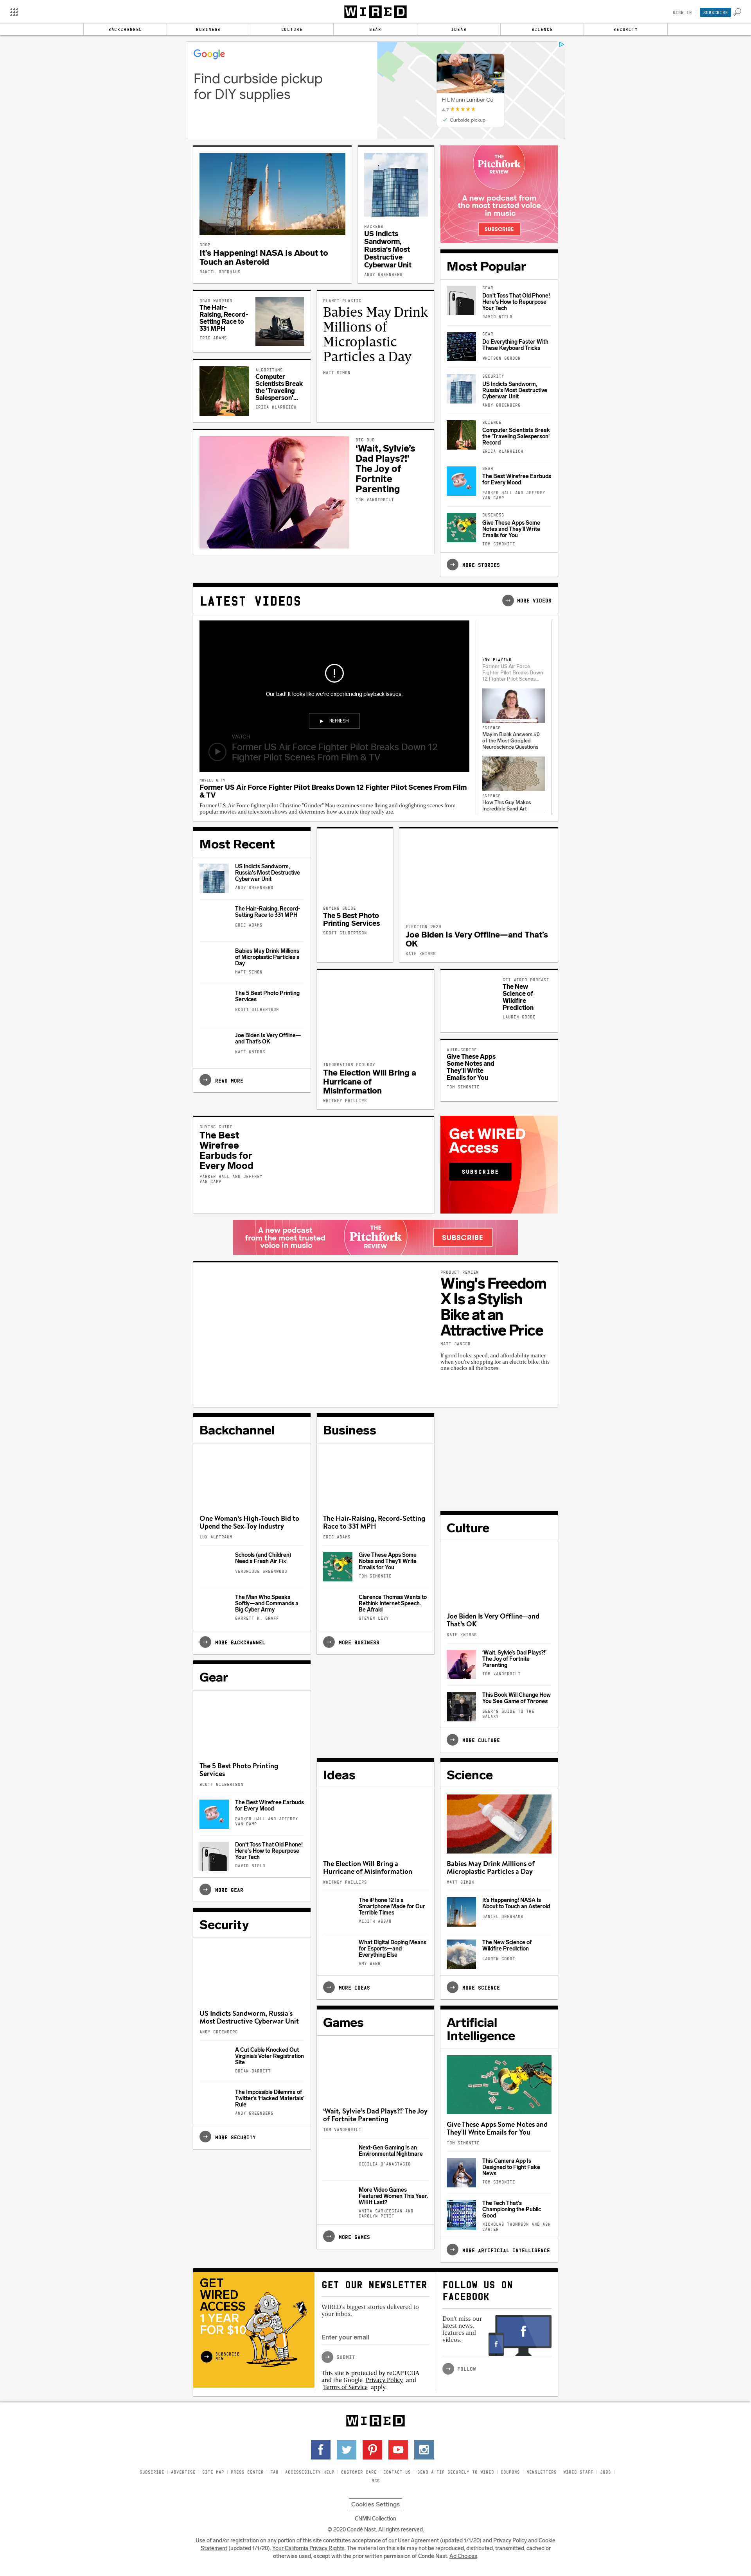 WIRED
SIGN IN | SUBSCRIBE
BACKCHANNEL
BUSINESS
CULTURE
GEAR
IDEAS
SCIENCE
SECURITY
Google
Find curbside pickup
for DIY supplies
H L Munn Lumber Co
4.7 ★★★★★
Curbside pickup
BOOP
It's Happening! NASA Is About to
Touch an Asteroid
DANIEL OBERHAUS
HACKERS
US Indicts
Sandworm,
Russia's Most
Destructive
Cyberwar Unit
ANDY GREENBERG
THE
Pitchfork
REVIEW
A new podcast from
the most trusted voice
in music
SUBSCRIBE
ROAD WARRIOR
The Hair-
Raising, Record-
Setting Race to
331 MPH
ERIC ADAMS
ALGORITHMS
Computer
Scientists Break
the 'Traveling
Salesperson'...
ERICA KLARREICH
PLANET PLASTIC
Babies May Drink
Millions of
Microplastic
Particles a Day
MATT SIMON
BIG DUB
‘Wait, Sylvie’s
Dad Plays?!’
The Joy of
Fortnite
Parenting
TOM VANDERBILT
Most Popular
GEAR
Don't Toss That Old Phone!
Here's How to Repurpose
Your Tech
DAVID NIELD
GEAR
Do Everything Faster With
These Keyboard Tricks
WHITSON GORDON
SECURITY
US Indicts Sandworm,
Russia's Most Destructive
Cyberwar Unit
ANDY GREENBERG
SCIENCE
Computer Scientists Break
the 'Traveling Salesperson'
Record
ERICA KLARREICH
GEAR
The Best Wirefree Earbuds
for Every Mood
PARKER HALL AND JEFFREY
VAN CAMP
BUSINESS
Give These Apps Some
Notes and They'll Write
Emails for You
TOM SIMONITE
MORE STORIES
LATEST VIDEOS
MORE VIDEOS
Our bad! It looks like we're experiencing playback issues.
REFRESH
WATCH
Former US Air Force Fighter Pilot Breaks Down 12
Fighter Pilot Scenes From Film & TV
MOVIES & TV
Former US Air Force Fighter Pilot Breaks Down 12 Fighter Pilot Scenes From Film
& TV
Former U.S. Air Force fighter pilot Christine "Grinder" Mau examines some flying and dogfighting scenes from
popular movies and television shows and determines how accurate they really are.
NOW PLAYING
Former US Air Force
Fighter Pilot Breaks Down
12 Fighter Pilot Scenes...
SCIENCE
Mayim Bialik Answers 50
of the Most Googled
Neuroscience Questions
SCIENCE
How This Guy Makes
Incredible Sand Art
Most Recent
US Indicts Sandworm,
Russia's Most Destructive
Cyberwar Unit
ANDY GREENBERG
The Hair-Raising, Record-
Setting Race to 331 MPH
ERIC ADAMS
Babies May Drink Millions
of Microplastic Particles a
Day
MATT SIMON
The 5 Best Photo Printing
Services
SCOTT GILBERTSON
Joe Biden Is Very Offline—
and That's OK
KATE KNIBBS
READ MORE
BUYING GUIDE
The 5 Best Photo
Printing Services
SCOTT GILBERTSON
ELECTION 2020
Joe Biden Is Very Offline—and That's
OK
KATE KNIBBS
INFORMATION ECOLOGY
The Election Will Bring a
Hurricane of
Misinformation
WHITNEY PHILLIPS
GET WIRED PODCAST
The New
Science of
Wildfire
Prediction
LAUREN GOODE
AUTO-SCRIBE
Give These Apps
Some Notes and
They'll Write
Emails for You
TOM SIMONITE
BUYING GUIDE
The Best
Wirefree
Earbuds for
Every Mood
PARKER HALL AND JEFFREY
VAN CAMP
Get WIRED
Access
SUBSCRIBE
A new podcast
from the most trusted
voice in music
THE
Pitchfork
REVIEW
SUBSCRIBE
PRODUCT REVIEW
Wing's Freedom
X Is a Stylish
Bike at an
Attractive Price
MATT JANCER
If good looks, speed, and affordability matter
when you're shopping for an electric bike, this
one checks all the boxes.
Backchannel
One Woman's High-Touch Bid to
Upend the Sex-Toy Industry
LUX ALPTRAUM
Schools (and Children)
Need a Fresh Air Fix
VERONIQUE GREENWOOD
The Man Who Speaks
Softly—and Commands a
Big Cyber Army
GARRETT M. GRAFF
MORE BACKCHANNEL
Business
The Hair-Raising, Record-Setting
Race to 331 MPH
ERIC ADAMS
Give These Apps Some
Notes and They'll Write
Emails for You
TOM SIMONITE
Clarence Thomas Wants to
Rethink Internet Speech.
Be Afraid
STEVEN LEVY
MORE BUSINESS
Culture
Joe Biden Is Very Offline—and
That's OK
KATE KNIBBS
‘Wait, Sylvie’s Dad Plays?!’
The Joy of Fortnite
Parenting
TOM VANDERBILT
This Book Will Change How
You See Game of Thrones
GEEK'S GUIDE TO THE
GALAXY
MORE CULTURE
Gear
The 5 Best Photo Printing
Services
SCOTT GILBERTSON
The Best Wirefree Earbuds
for Every Mood
PARKER HALL AND JEFFREY
VAN CAMP
Don't Toss That Old Phone!
Here's How to Repurpose
Your Tech
DAVID NIELD
MORE GEAR
Ideas
The Election Will Bring a
Hurricane of Misinformation
WHITNEY PHILLIPS
The iPhone 12 Is a
Smartphone Made for Our
Terrible Times
VIJITH ASSAR
What Digital Doping Means
for Esports—and
Everything Else
AMY WEBB
MORE IDEAS
Science
Babies May Drink Millions of
Microplastic Particles a Day
MATT SIMON
It's Happening! NASA Is
About to Touch an Asteroid
DANIEL OBERHAUS
The New Science of
Wildfire Prediction
LAUREN GOODE
MORE SCIENCE
Security
US Indicts Sandworm, Russia's
Most Destructive Cyberwar Unit
ANDY GREENBERG
A Cut Cable Knocked Out
Virginia's Voter Registration
Site
BRIAN BARRETT
The Impossible Dilemma of
Twitter's 'Hacked Materials'
Rule
ANDY GREENBERG
MORE SECURITY
Games
‘Wait, Sylvie’s Dad Plays?!’ The Joy
of Fortnite Parenting
TOM VANDERBILT
Next-Gen Gaming Is an
Environmental Nightmare
CECILIA D'ANASTASIO
More Video Games
Featured Women This Year.
Will It Last?
ANITA SARKEESIAN AND
CAROLYN PETIT
MORE GAMES
Artificial
Intelligence
Give These Apps Some Notes and
They'll Write Emails for You
TOM SIMONITE
This Camera App Is
Designed to Fight Fake
News
TOM SIMONITE
The Tech That's
Championing the Public
Good
NICHOLAS THOMPSON AND ASH
CARTER
MORE ARTIFICIAL INTELLIGENCE
GET
WIRED
ACCESS
1 YEAR
FOR $10
SUBSCRIBE
NOW
GET OUR NEWSLETTER
WIRED's biggest stories delivered to
your inbox.
Enter your email
SUBMIT
This site is protected by reCAPTCHA
and the Google Privacy Policy and
Terms of Service apply.
FOLLOW US ON
FACEBOOK
Don't miss our
latest news,
features and
videos.
FOLLOW
WIRED
SUBSCRIBE | ADVERTISE | SITE MAP | PRESS CENTER | FAQ | ACCESSIBILITY HELP | CUSTOMER CARE | CONTACT US | SEND A TIP SECURELY TO WIRED | COUPONS | NEWSLETTERS | WIRED STAFF | JOBS |
RSS
Cookies Settings
CNMN Collection
© 2020 Condé Nast. All rights reserved.
Use of and/or registration on any portion of this site constitutes acceptance of our User Agreement (updated 1/1/20) and Privacy Policy and Cookie
Statement (updated 1/1/20). Your California Privacy Rights. The material on this site may not be reproduced, distributed, transmitted, cached or
otherwise used, except with the prior written permission of Condé Nast. Ad Choices.